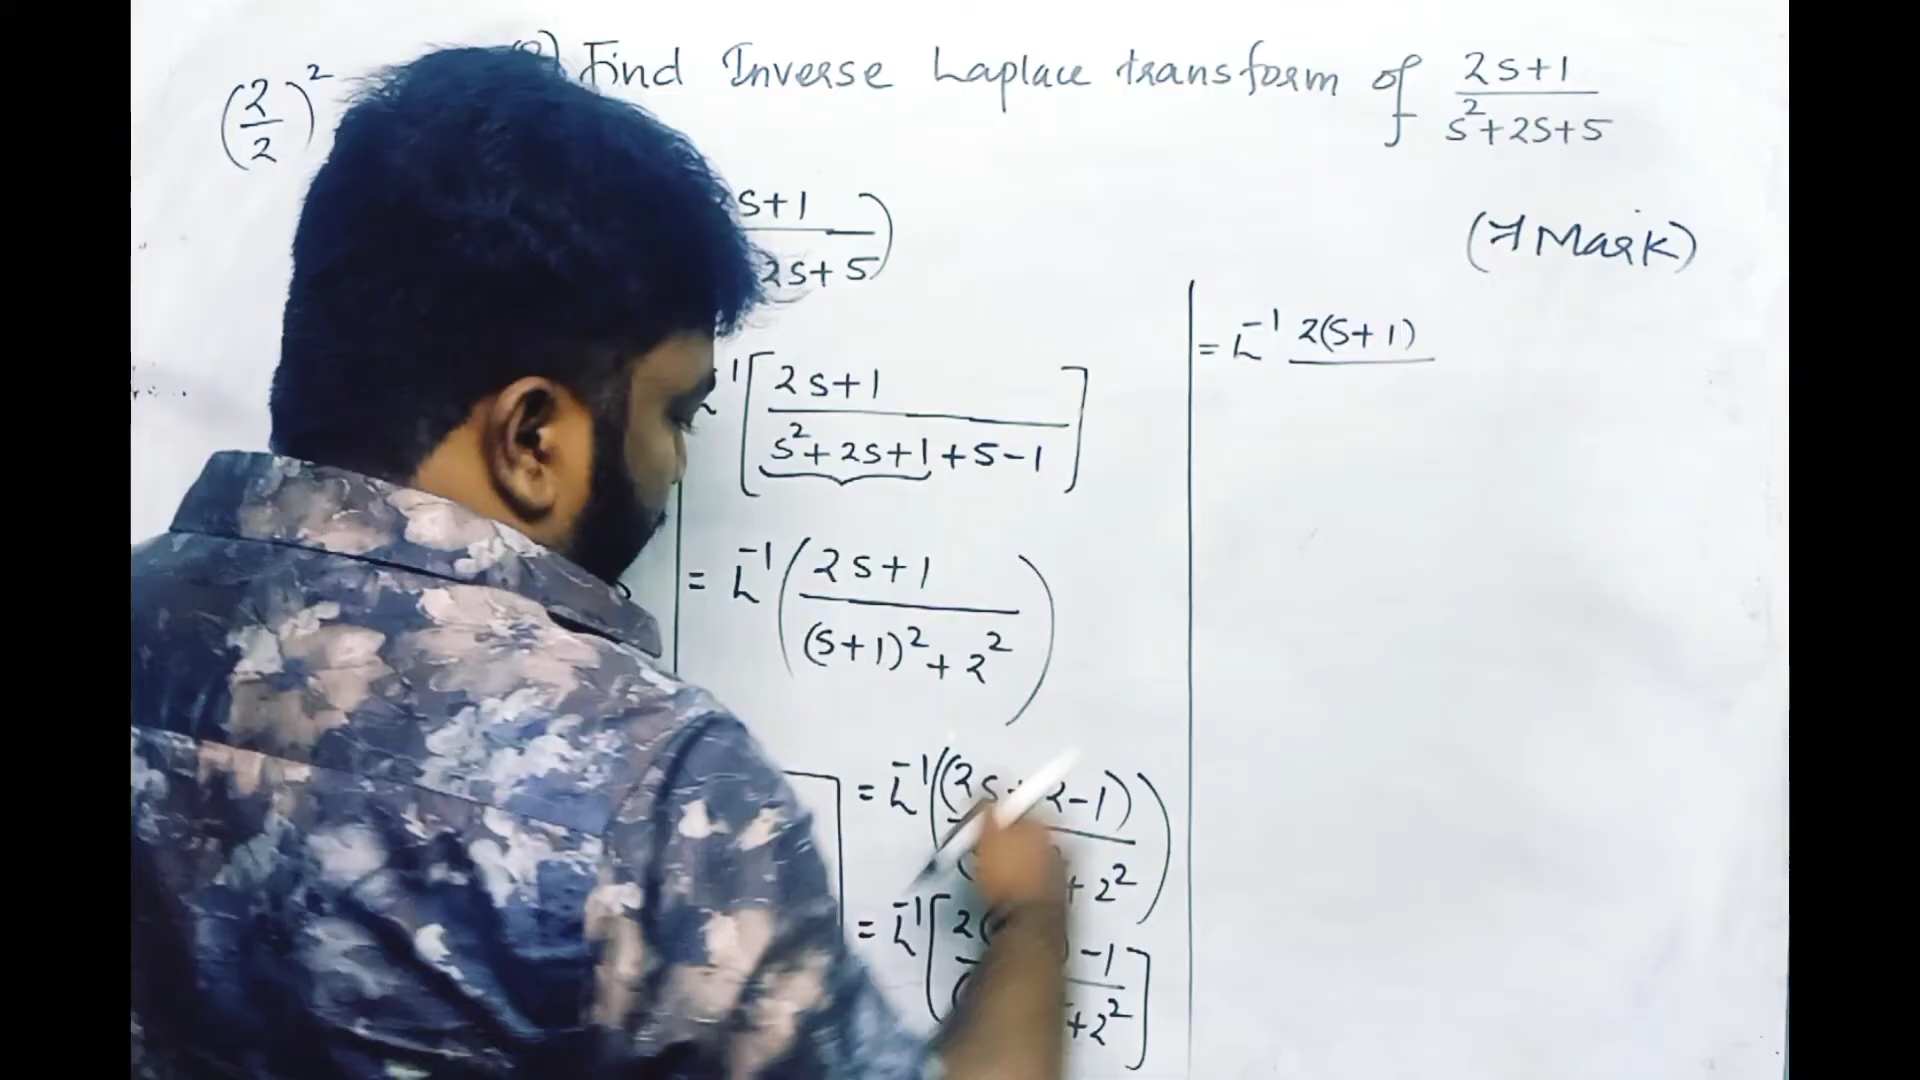 Find Inverse Laplace transform of (2s+1)/(s²+2s+5)
(2/2)²
(7 Mark)
s+1)
2s+5)
⁻¹[(2s+1)/(s²+2s+1+5-1)]
= L⁻¹((2s+1)/((s+1)²+2²))
= L⁻¹((2s+2-1)/( +2²)
= L⁻¹[2( -1/( +2²]
= L⁻¹ 2(s+1)